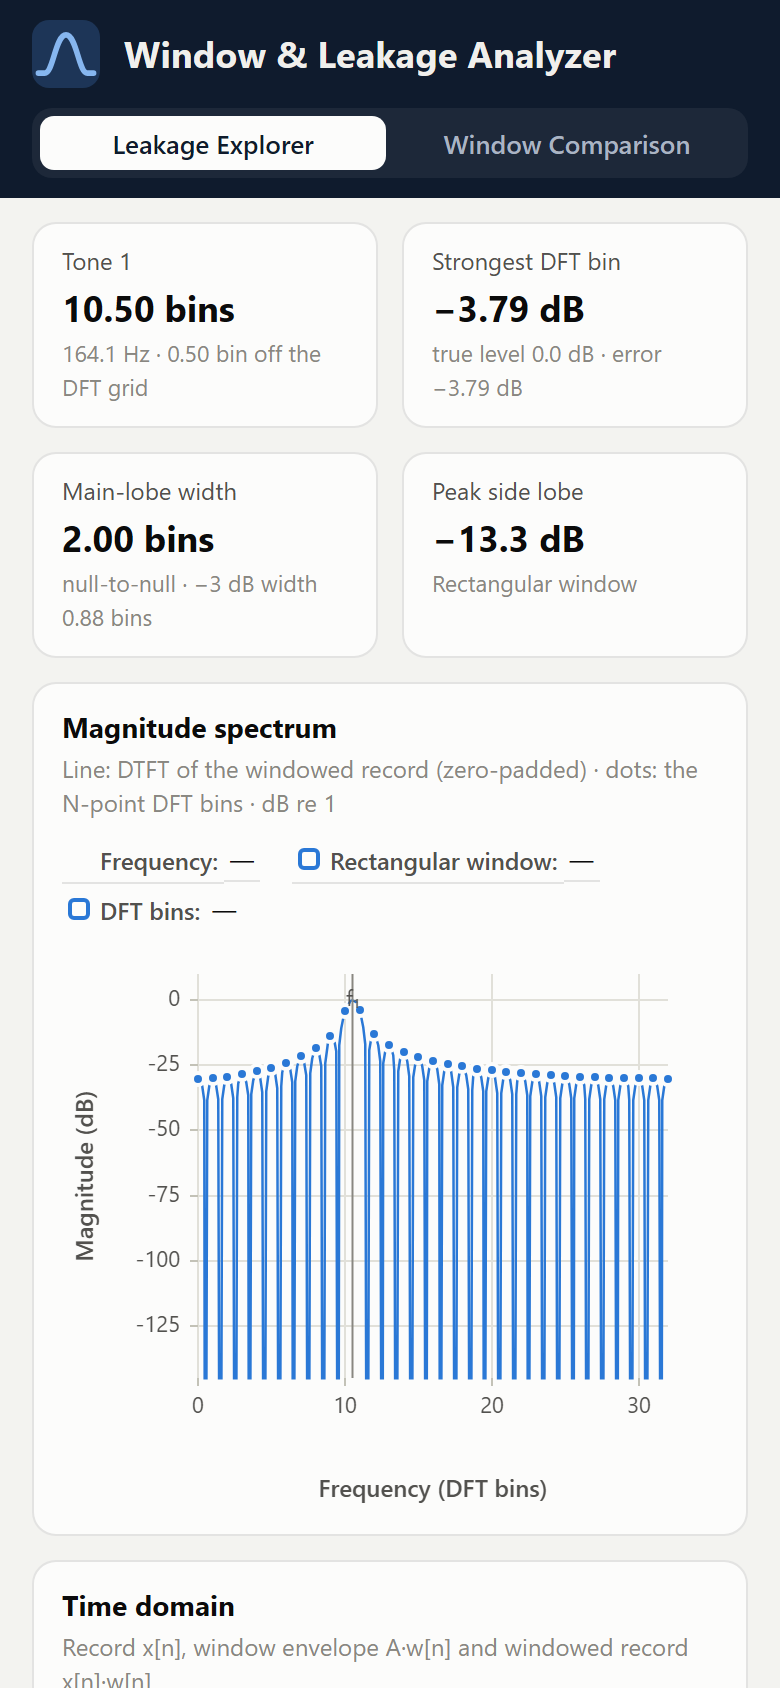 Window & Leakage Analyzer
Leakage Explorer
Window Comparison
Tone 1
10.50 bins
164.1 Hz · 0.50 bin off the
DFT grid
Strongest DFT bin
−3.79 dB
true level 0.0 dB · error
−3.79 dB
Main-lobe width
2.00 bins
null-to-null · −3 dB width
0.88 bins
Peak side lobe
−13.3 dB
Rectangular window
Magnitude spectrum
Line: DTFT of the windowed record (zero-padded) · dots: the
N-point DFT bins · dB re 1
Frequency: —
Rectangular window: —
DFT bins: —
Magnitude (dB)
0
-25
-50
-75
-100
-125
0
10
20
30
Frequency (DFT bins)
Time domain
Record x[n], window envelope A·w[n] and windowed record
x[n]·w[n]